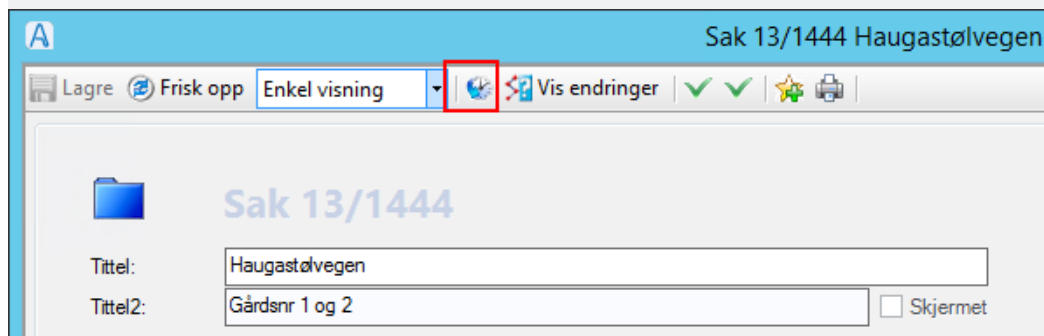 A
Sak 13/1444 Haugastølvegen
Lagre Frisk opp Enkel visning Vis endringer
Sak 13/1444
Tittel: Haugastølvegen
Tittel2: Gårdsnr 1 og 2 Skjermet